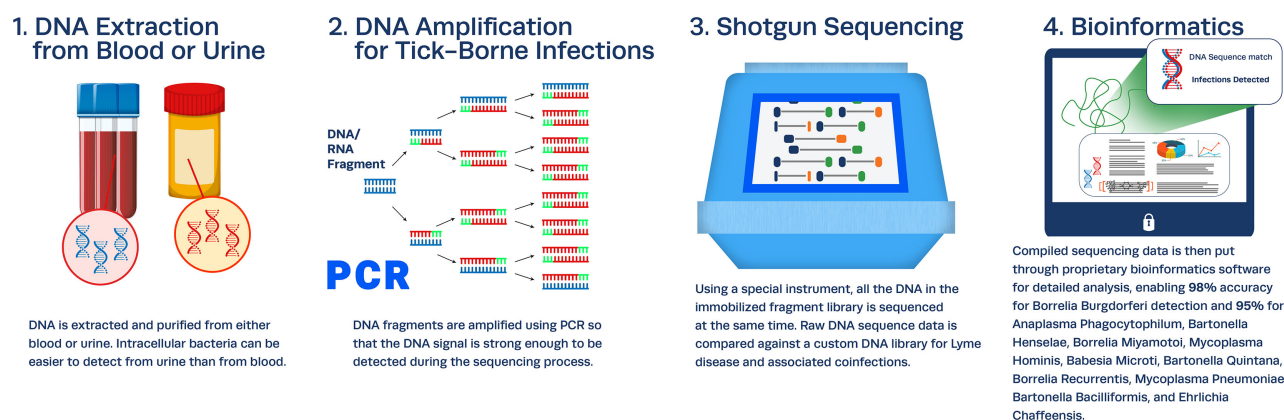 1. DNA Extraction
from Blood or Urine
DNA is extracted and purified from either
blood or urine. Intracellular bacteria can be
easier to detect from urine than from blood.
2. DNA Amplification
for Tick-Borne Infections
DNA/
RNA
Fragment
PCR
DNA fragments are amplified using PCR so
that the DNA signal is strong enough to be
detected during the sequencing process.
3. Shotgun Sequencing
Using a special instrument, all the DNA in the
immobilized fragment library is sequenced
at the same time. Raw DNA sequence data is
compared against a custom DNA library for Lyme
disease and associated coinfections.
4. Bioinformatics
DNA Sequence match
Infections Detected
Compiled sequencing data is then put
through proprietary bioinformatics software
for detailed analysis, enabling 98% accuracy
for Borrelia Burgdorferi detection and 95% for
Anaplasma Phagocytophilum, Bartonella
Henselae, Borrelia Miyamotoi, Mycoplasma
Hominis, Babesia Microti, Bartonella Quintana,
Borrelia Recurrentis, Mycoplasma Pneumoniae
Bartonella Bacilliformis, and Ehrlichia
Chaffeensis.